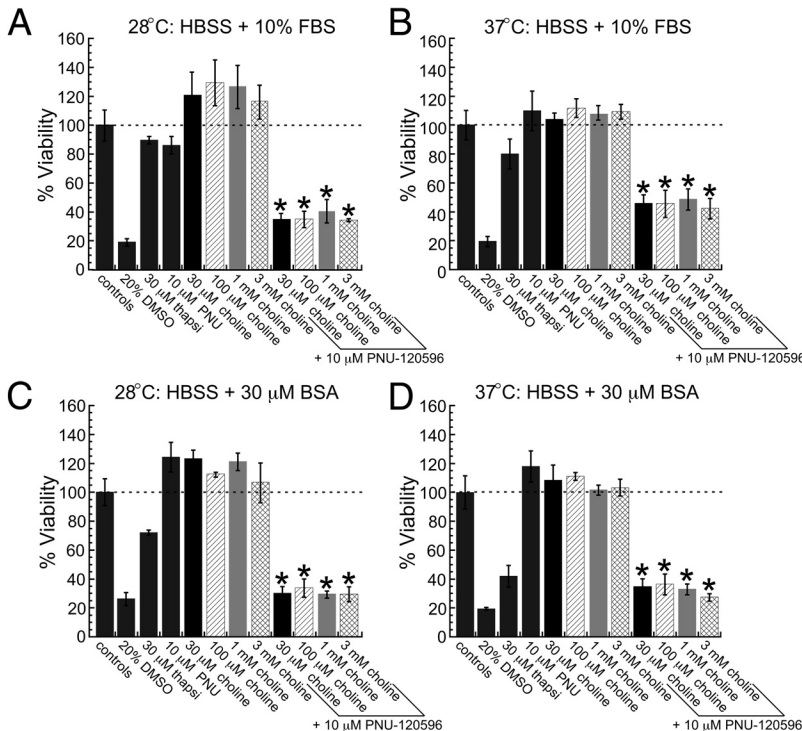 A
28°C: HBSS + 10% FBS
% Viability
160
140
120
100
80
60
40
20
0
* * * *
controls
20% DMSO
30 μM thapsi
10 μM PNU
30 μM choline
100 μM choline
1 mM choline
3 mM choline
30 μM choline
100 μM choline
1 mM choline
3 mM choline
+ 10 μM PNU-120596
B
37°C: HBSS + 10% FBS
% Viability
160
140
120
100
80
60
40
20
0
* * * *
controls
20% DMSO
30 μM thapsi
10 μM PNU
30 μM choline
100 μM choline
1 mM choline
3 mM choline
30 μM choline
100 μM choline
1 mM choline
3 mM choline
+ 10 μM PNU-120596
C
28°C: HBSS + 30 μM BSA
% Viability
160
140
120
100
80
60
40
20
0
* * * *
controls
20% DMSO
30 μM thapsi
10 μM PNU
30 μM choline
100 μM choline
1 mM choline
3 mM choline
30 μM choline
100 μM choline
1 mM choline
3 mM choline
+ 10 μM PNU-120596
D
37°C: HBSS + 30 μM BSA
% Viability
160
140
120
100
80
60
40
20
0
* * * *
controls
20% DMSO
30 μM thapsi
10 μM PNU
30 μM choline
100 μM choline
1 mM choline
3 mM choline
30 μM choline
100 μM choline
1 mM choline
3 mM choline
+ 10 μM PNU-120596